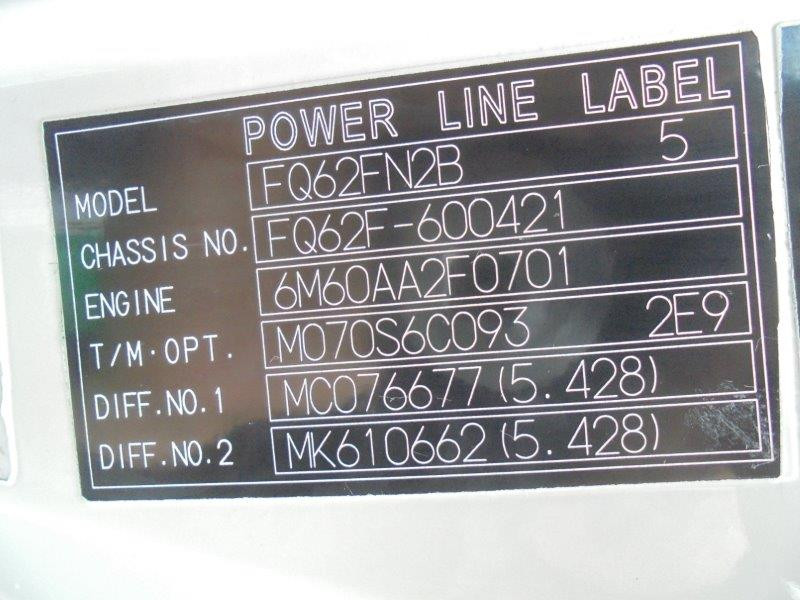 POWER LINE LABEL
MODEL FQ62FN2B 5
CHASSIS NO. FQ62F-600421
ENGINE 6M60AA2F0701
T/M·OPT. M070S6C093 2E9
DIFF.NO.1 MC076677(5.428)
DIFF.NO.2 MK610662(5.428)